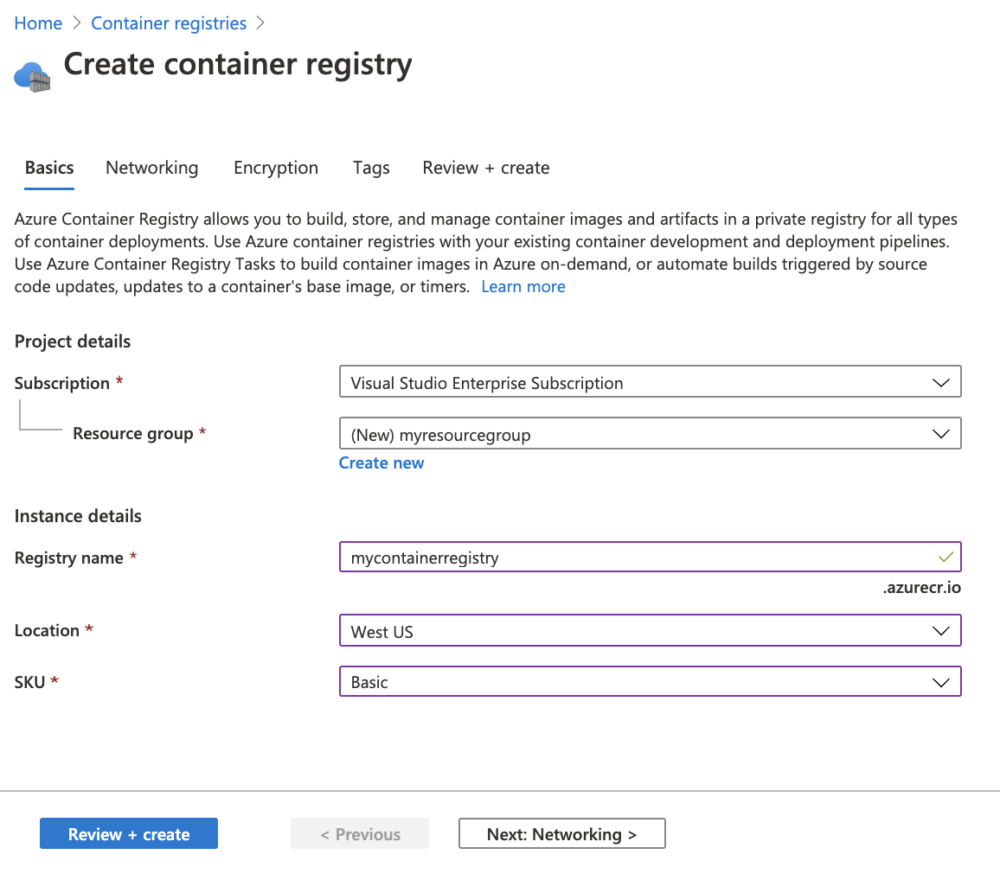 Home > Container registries >
Create container registry
Basics Networking Encryption Tags Review + create
Azure Container Registry allows you to build, store, and manage container images and artifacts in a private registry for all types
of container deployments. Use Azure container registries with your existing container development and deployment pipelines.
Use Azure Container Registry Tasks to build container images in Azure on-demand, or automate builds triggered by source
code updates, updates to a container's base image, or timers. Learn more
Project details
Subscription * Visual Studio Enterprise Subscription
Resource group * (New) myresourcegroup
Create new
Instance details
Registry name * mycontainerregistry
.azurecr.io
Location * West US
SKU * Basic
Review + create < Previous Next: Networking >